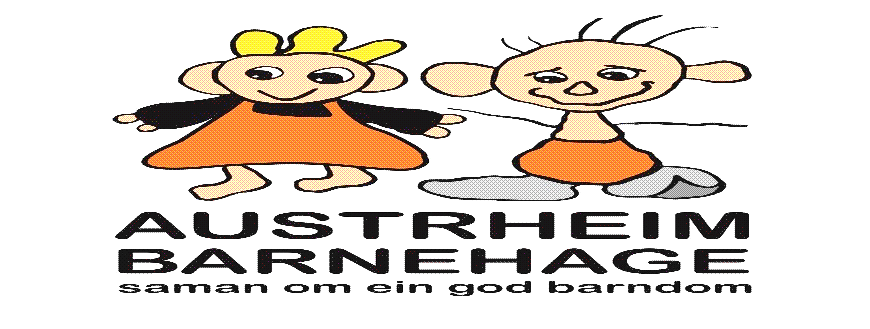 AUSTRHEIM
BARNEHAGE
saman om ein god barndom